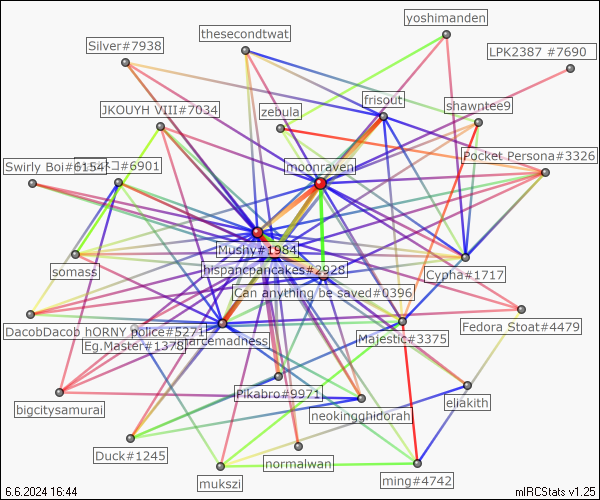 yoshimanden
thesecondtwat
Silver#7938
LPK2387 #7690
frisout
shawntee9
JKOUYH VIII#7034
zebula
Pocket Persona#3326
Swirly Boi#6154
ネコ#6901
moonraven
Mushy#1984
hispancpancakes#2928
somass
Cypha#1717
Can anything be saved#0396
DacobDacob hORNY police#5271
Fedora Stoat#4479
Eg.Master#1378
arcemadness
Majestic#3375
Pikabro#9971
bigcitysamurai
neokingghidorah
eliakith
Duck#1245
normalwan
mukszi
ming#4742
6.6.2024 16:44
mIRCStats v1.25